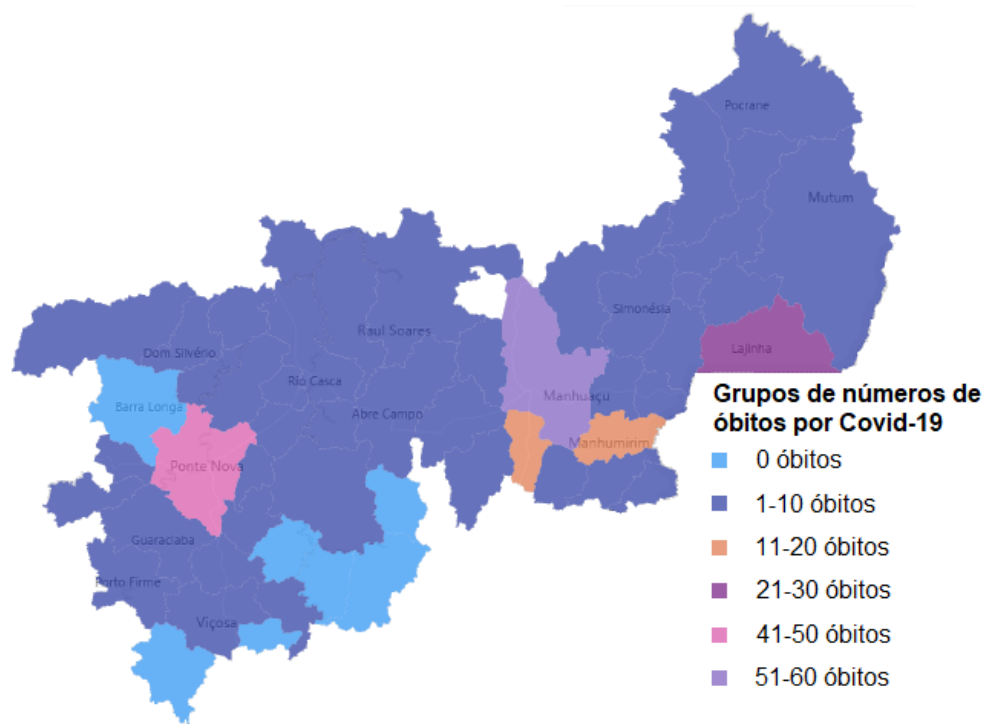 Pocrane
Mutum
Simonésia
Raul Soares
Lajinha
Dom Silvério
Rio Casca
Manhuaçu
Barra Longa
Abre Campo
Manhumirim
Ponte Nova
Guaraciaba
Porto Firme
Viçosa
Grupos de números de
óbitos por Covid-19
0 óbitos
1-10 óbitos
11-20 óbitos
21-30 óbitos
41-50 óbitos
51-60 óbitos